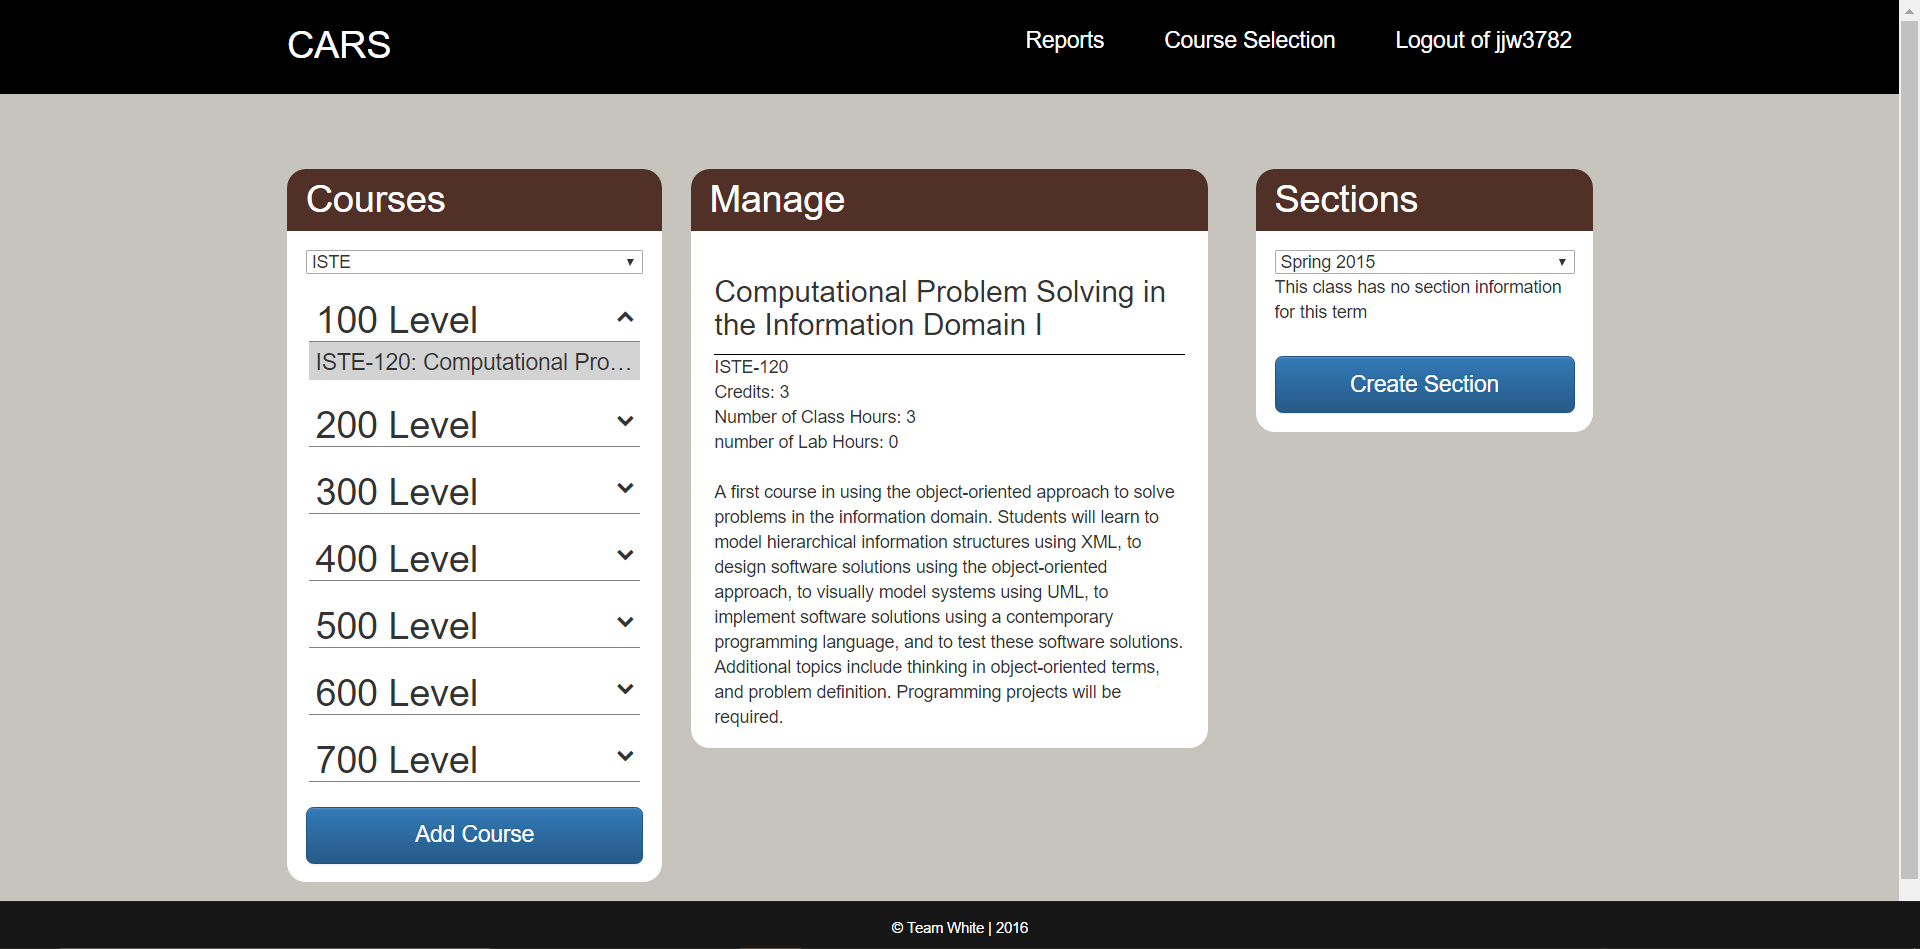 CARS
Reports
Course Selection
Logout of jjw3782
Courses
ISTE
100 Level
ISTE-120: Computational Pro...
200 Level
300 Level
400 Level
500 Level
600 Level
700 Level
Add Course
Manage
Computational Problem Solving in
the Information Domain I
ISTE-120
Credits: 3
Number of Class Hours: 3
number of Lab Hours: 0
A first course in using the object-oriented approach to solve
problems in the information domain. Students will learn to
model hierarchical information structures using XML, to
design software solutions using the object-oriented
approach, to visually model systems using UML, to
implement software solutions using a contemporary
programming language, and to test these software solutions.
Additional topics include thinking in object-oriented terms,
and problem definition. Programming projects will be
required.
Sections
Spring 2015
This class has no section information
for this term
Create Section
© Team White | 2016